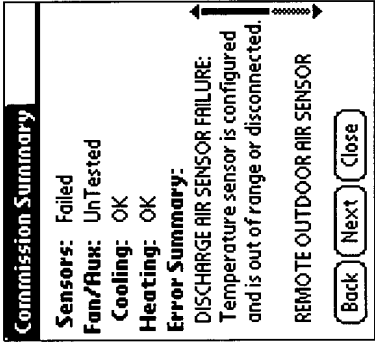 Commission Summary
Sensors: Failed
Fan/Aux: UnTested
Cooling: OK
Heating: OK
Error Summary:
DISCHARGE AIR SENSOR FAILURE:
Temperature sensor is configured
and is out of range or disconnected.
REMOTE OUTDOOR AIR SENSOR
Back Next Close